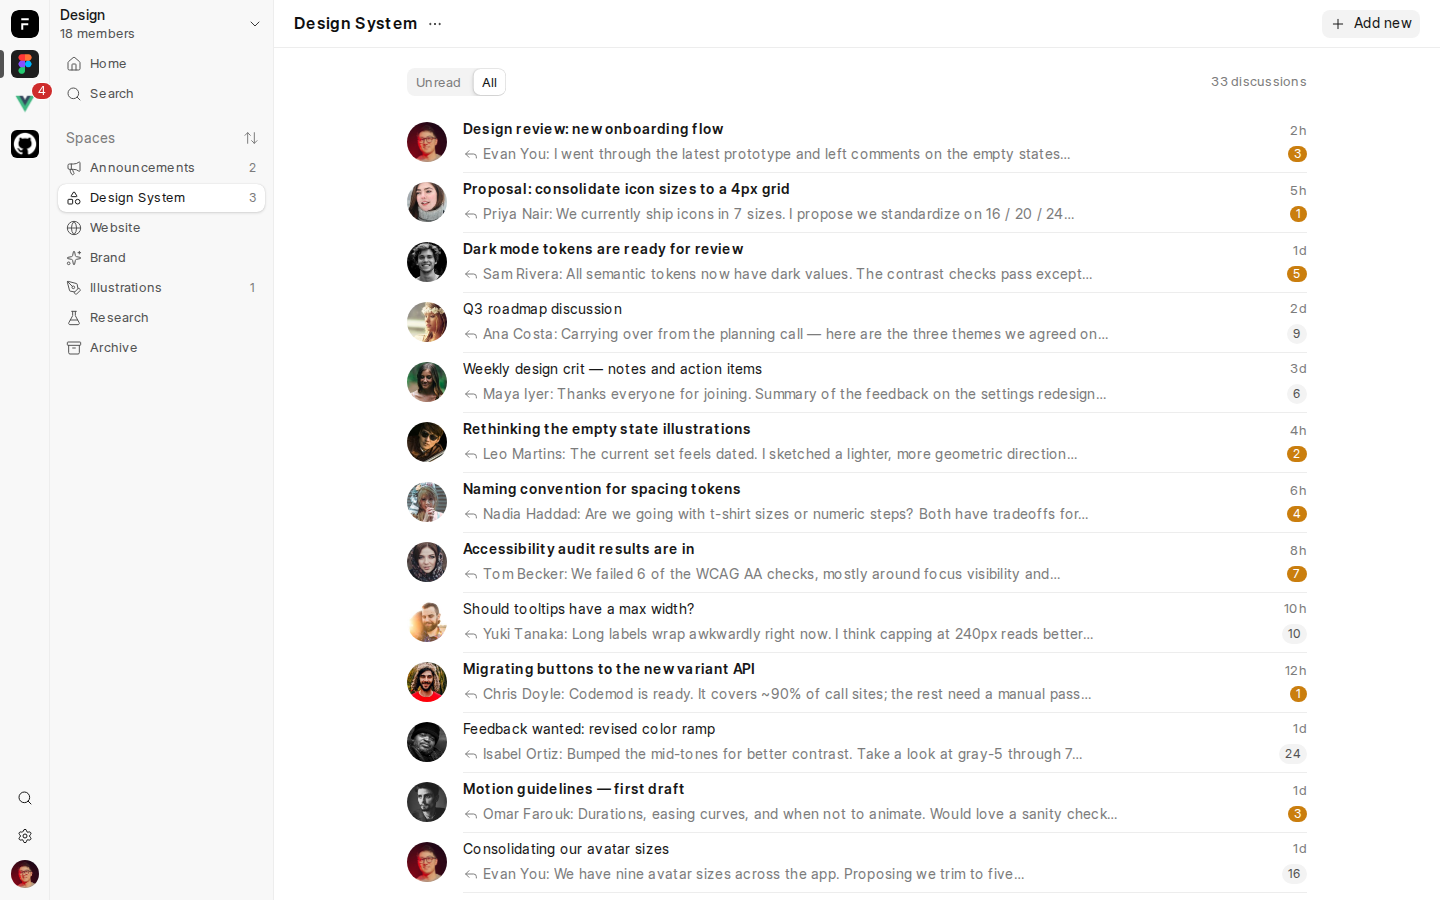 Design
18 members
4
Home
Search
Spaces
Announcements 2
Design System 3
Website
Brand
Illustrations 1
Research
Archive
Design System ...
Add new
Unread All
33 discussions
Design review: new onboarding flow 2h
Evan You: I went through the latest prototype and left comments on the empty states... 3
Proposal: consolidate icon sizes to a 4px grid 5h
Priya Nair: We currently ship icons in 7 sizes. I propose we standardize on 16 / 20 / 24... 1
Dark mode tokens are ready for review 1d
Sam Rivera: All semantic tokens now have dark values. The contrast checks pass except... 5
Q3 roadmap discussion 2d
Ana Costa: Carrying over from the planning call — here are the three themes we agreed on... 9
Weekly design crit — notes and action items 3d
Maya Iyer: Thanks everyone for joining. Summary of the feedback on the settings redesign... 6
Rethinking the empty state illustrations 4h
Leo Martins: The current set feels dated. I sketched a lighter, more geometric direction... 2
Naming convention for spacing tokens 6h
Nadia Haddad: Are we going with t-shirt sizes or numeric steps? Both have tradeoffs for... 4
Accessibility audit results are in 8h
Tom Becker: We failed 6 of the WCAG AA checks, mostly around focus visibility and... 7
Should tooltips have a max width? 10h
Yuki Tanaka: Long labels wrap awkwardly right now. I think capping at 240px reads better... 10
Migrating buttons to the new variant API 12h
Chris Doyle: Codemod is ready. It covers ~90% of call sites; the rest need a manual pass... 1
Feedback wanted: revised color ramp 1d
Isabel Ortiz: Bumped the mid-tones for better contrast. Take a look at gray-5 through 7... 24
Motion guidelines — first draft 1d
Omar Farouk: Durations, easing curves, and when not to animate. Would love a sanity check... 3
Consolidating our avatar sizes 1d
Evan You: We have nine avatar sizes across the app. Proposing we trim to five... 16